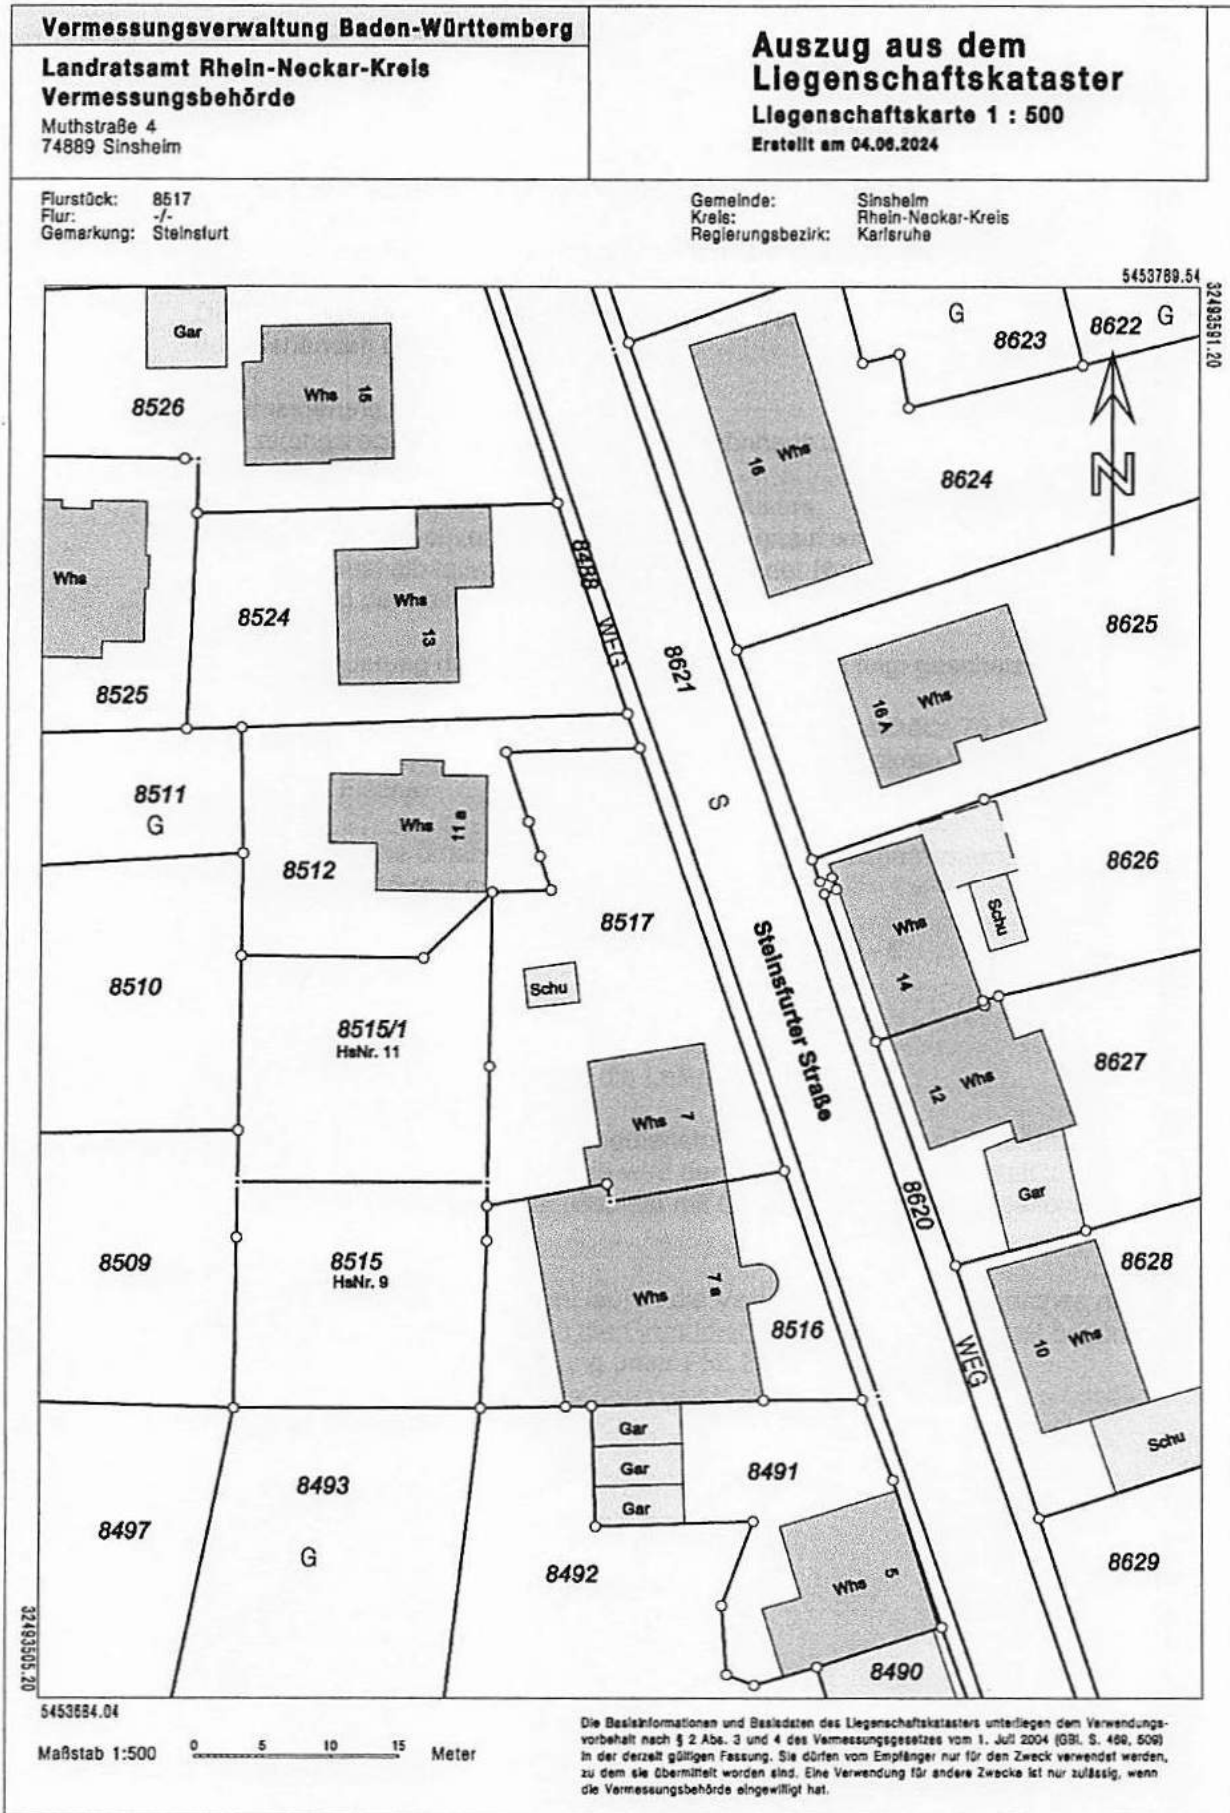 Vermessungsverwaltung Baden-Württemberg
Landratsamt Rhein-Neckar-Kreis
Vermessungsbehörde
Muthstraße 4
74889 Sinsheim
Auszug aus dem
Liegenschaftskataster
Liegenschaftskarte 1 : 500
Erstellt am 04.06.2024
Flurstück: 8517
Flur: -/-
Gemarkung: Steinsfurt
Gemeinde: Sinsheim
Kreis: Rhein-Neckar-Kreis
Regierungsbezirk: Karlsruhe
5453789.54
32493591.20
Gar
Whs 15
8526
G
8623
8622
G
N
Whs 16
8624
Whs
8525
8524
Whs
13
8488
WEG
8621
8625
Whs
16 A
8511
G
8512
Whs 11 a
S
8626
8517
Schu
Whs
14
Steinsfurter Straße
8510
8515/1
HsNr. 11
Schu
8627
Whs 7
12 Whs
Gar
8620
8509
8515
HsNr. 9
Whs 7 a
8516
8628
10 Whs
WEG
Schu
Gar
Gar
Gar
8491
8493
G
8497
8492
Whs 5
8629
8490
32493505.20
5453684.04
Maßstab 1:500 0 5 10 15 Meter
Die Basisinformationen und Basisdaten des Liegenschaftskatasters unterliegen dem Verwendungs-
vorbehalt nach § 2 Abs. 3 und 4 des Vermessungsgesetzes vom 1. Juli 2004 (GBl. S. 469, 509)
in der derzeit gültigen Fassung. Sie dürfen vom Empfänger nur für den Zweck verwendet werden,
zu dem sie übermittelt worden sind. Eine Verwendung für andere Zwecke ist nur zulässig, wenn
die Vermessungsbehörde eingewilligt hat.